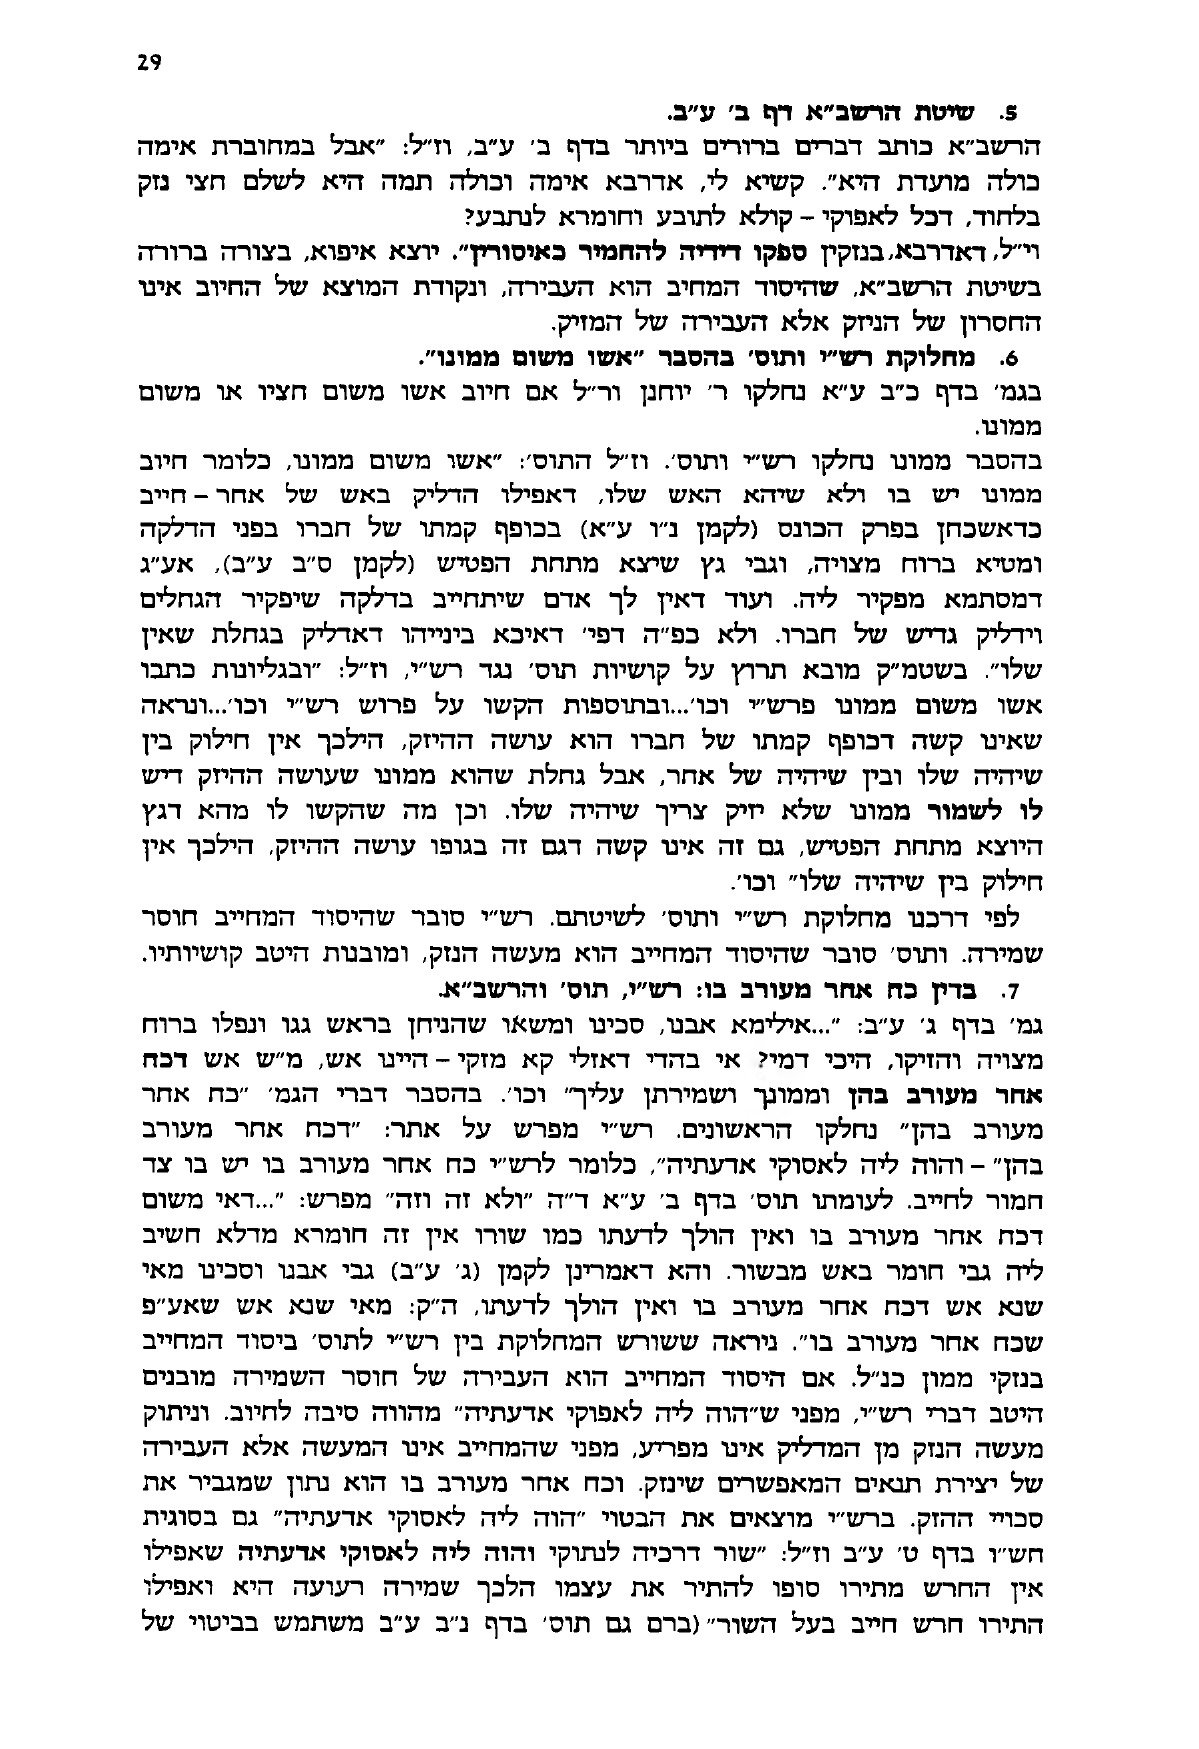 29
5. שיטת הרשב"א דף ב' ע"ב.
הרשב"א כותב דברים ברורים ביותר בדף ב' ע"ב, וז"ל: "אבל במחוברת אימה
כולה מועדת היא". קשיא לי, אדרבא אימה וכולה תמה היא לשלם חצי נזק
בלחוד, דכל לאפוקי – קולא לתובע וחומרא לנתבע?
וי"ל, דאדרבא, בנזקין ספקו דידיה להחמיר כאיסורין". יוצא איפוא, בצורה ברורה
בשיטת הרשב"א, שהיסוד המחיב הוא העבירה, ונקודת המוצא של החיוב אינו
החסרון של הניזק אלא העבירה של המזיק.
6. מחלוקת רש"י ותוס' בהסבר "אשו משום ממונו".
בגמ' בדף כ"ב ע"א נחלקו ר' יוחנן ור"ל אם חיוב אשו משום חציו או משום
ממונו.
בהסבר ממונו נחלקו רש"י ותוס'. וז"ל התוס': "אשו משום ממונו, כלומר חיוב
ממונו יש בו ולא שיהא האש שלו, דאפילו הדליק באש של אחר – חייב
כדאשכחן בפרק הכונס (לקמן נ"ו ע"א) בכופף קמתו של חברו בפני הדלקה
ומטיא ברוח מצויה, וגבי גץ שיצא מתחת הפטיש (לקמן ס"ב ע"ב), אע"ג
דמסתמא מפקיר ליה. ועוד דאין לך אדם שיתחייב בדלקה שיפקיר הגחלים
וידליק גדיש של חברו. ולא כפ"ה דפי' דאיכא בינייהו דאדליק בגחלת שאין
שלו". בשטמ"ק מובא תרוץ על קושיות תוס' נגד רש"י, וז"ל: "ובגליונות כתבו
אשו משום ממונו פרש"י וכו'...ובתוספות הקשו על פרוש רש"י וכו'...ונראה
שאינו קשה דכופף קמתו של חברו הוא עושה ההיזק, הילכך אין חילוק בין
שיהיה שלו ובין שיהיה של אחר, אבל גחלת שהוא ממונו שעושה ההיזק דיש
לו לשמור ממונו שלא יזיק צריך שיהיה שלו. וכן מה שהקשו לו מהא דגץ
היוצא מתחת הפטיש, גם זה אינו קשה דגם זה בגופו עושה ההיזק, הילכך אין
חילוק בין שיהיה שלו" וכו'.
לפי דרכנו מחלוקת רש"י ותוס' לשיטתם. רש"י סובר שהיסוד המחייב חוסר
שמירה. ותוס' סובר שהיסוד המחייב הוא מעשה הנזק, ומובנות היטב קושיותיו.
7. בדין כח אחר מעורב בו: רש"י, תוס' והרשב"א.
גמ' בדף ג' ע"ב: "...אילימא אבנו, סכינו ומשאו שהניחן בראש גגו ונפלו ברוח
מצויה והזיקו, היכי דמי? אי בהדי דאזלי קא מזקי – היינו אש, מ"ש אש דכח
אחר מעורב בהן וממונך ושמירתן עליך" וכו'. בהסבר דברי הגמ' "כח אחר
מעורב בהן" נחלקו הראשונים. רש"י מפרש על אתר: "דכח אחר מעורב
בהן" – והוה ליה לאסוקי אדעתיה", כלומר לרש"י כח אחר מעורב בו יש בו צד
חמור לחייב. לעומתו תוס' בדף ב' ע"א ד"ה "ולא זה וזה" מפרש: "...דאי משום
דכח אחר מעורב בו ואין הולך לדעתו כמו שורו אין זה חומרא מדלא חשיב
ליה גבי חומר באש מבשור. והא דאמרינן לקמן (ג' ע"ב) גבי אבנו וסכינו מאי
שנא אש דכח אחר מעורב בו ואין הולך לדעתו, ה"ק: מאי שנא אש שאע"פ
שכח אחר מעורב בו". ניראה ששורש המחלוקת בין רש"י לתוס' ביסוד המחייב
בנזקי ממון כנ"ל. אם היסוד המחייב הוא העבירה של חוסר השמירה מובנים
היטב דברי רש"י, מפני ש"הוה ליה לאפוקי אדעתיה" מהווה סיבה לחיוב. וניתוק
מעשה הנזק מן המדליק אינו מפריע, מפני שהמחייב אינו המעשה אלא העבירה
של יצירת תנאים המאפשרים שינזק. וכח אחר מעורב בו הוא נתון שמגביר את
סכויי ההזק. ברש"י מוצאים את הבטוי "הוה ליה לאסוקי אדעתיה" גם בסוגית
חש"ו בדף ט' ע"ב וז"ל: "שור דרכיה לנתוקי והוה ליה לאסוקי אדעתיה שאפילו
אין החרש מתירו סופו להתיר את עצמו הלכך שמירה רעועה היא ואפילו
התירו חרש חייב בעל השור" (ברם גם תוס' בדף נ"ב ע"ב משתמש בביטוי של